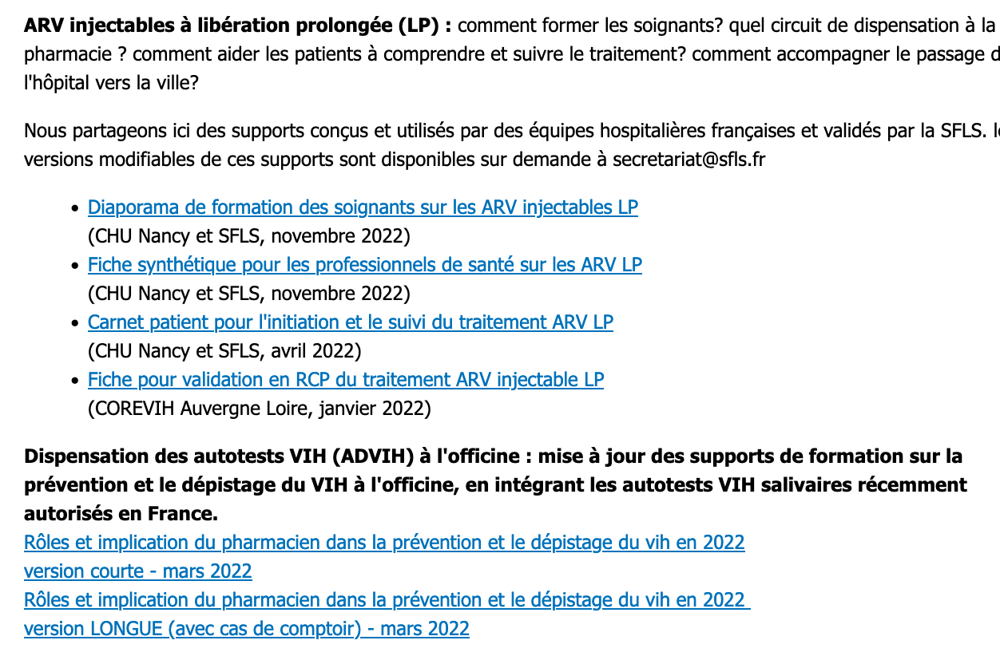 ARV injectables à libération prolongée (LP) : comment former les soignants? quel circuit de dispensation à la
pharmacie ? comment aider les patients à comprendre et suivre le traitement? comment accompagner le passage
l'hôpital vers la ville?
Nous partageons ici des supports conçus et utilisés par des équipes hospitalières françaises et validés par la SFLS.
versions modifiables de ces supports sont disponibles sur demande à secretariat@sfls.fr
• Diaporama de formation des soignants sur les ARV injectables LP
(CHU Nancy et SFLS, novembre 2022)
• Fiche synthétique pour les professionnels de santé sur les ARV LP
(CHU Nancy et SFLS, novembre 2022)
• Carnet patient pour l'initiation et le suivi du traitement ARV LP
(CHU Nancy et SFLS, avril 2022)
• Fiche pour validation en RCP du traitement ARV injectable LP
(COREVIH Auvergne Loire, janvier 2022)
Dispensation des autotests VIH (ADVIH) à l'officine : mise à jour des supports de formation sur la
prévention et le dépistage du VIH à l'officine, en intégrant les autotests VIH salivaires récemment
autorisés en France.
Rôles et implication du pharmacien dans la prévention et le dépistage du vih en 2022
version courte - mars 2022
Rôles et implication du pharmacien dans la prévention et le dépistage du vih en 2022
version LONGUE (avec cas de comptoir) - mars 2022